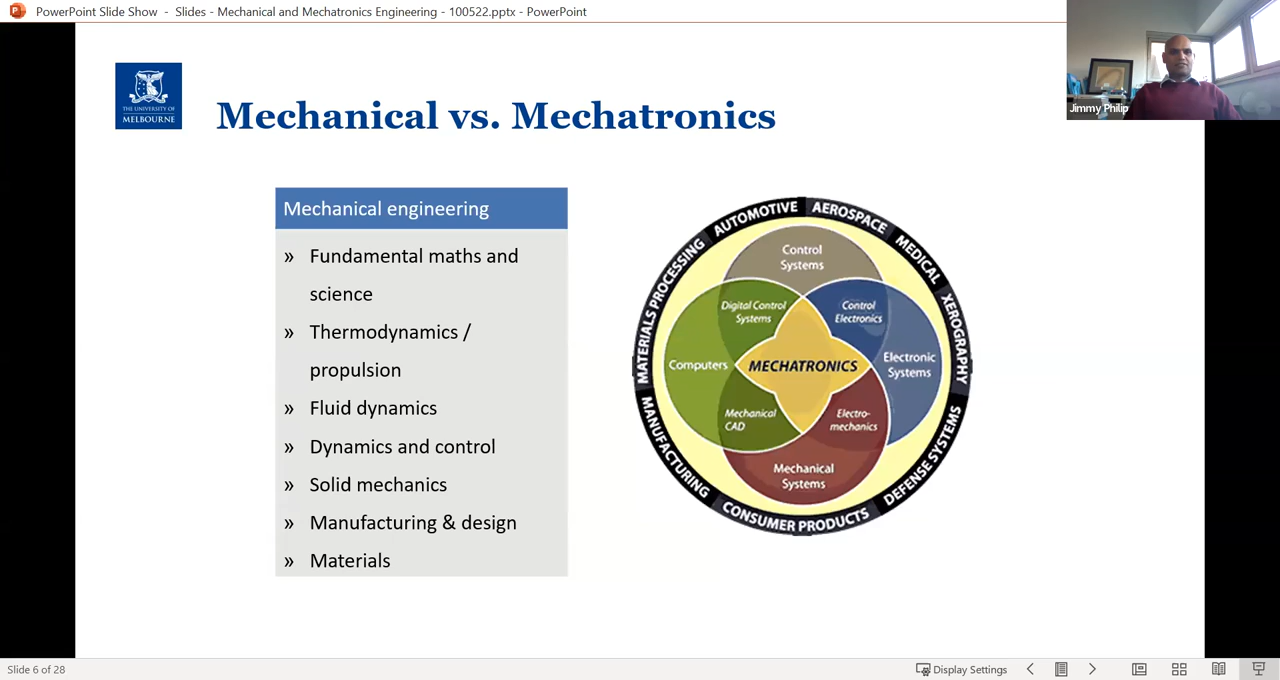 PowerPoint Slide Show - Slides - Mechanical and Mechatronics Engineering - 100522.pptx - PowerPoint
Jimmy Philip
THE UNIVERSITY OF
MELBOURNE
Mechanical vs. Mechatronics
Mechanical engineering
» Fundamental maths and
science
» Thermodynamics /
propulsion
» Fluid dynamics
» Dynamics and control
» Solid mechanics
» Manufacturing & design
» Materials
MATERIALS PROCESSING
AUTOMOTIVE
AEROSPACE
MEDICAL
XEROGRAPHY
DEFENSE SYSTEMS
CONSUMER PRODUCTS
MANUFACTURING
Control
Systems
Digital Control
Systems
Control
Electronics
Computers
MECHATRONICS
Electronic
Systems
Mechanical
CAD
Electro-
mechanics
Mechanical
Systems
Slide 6 of 28
Display Settings